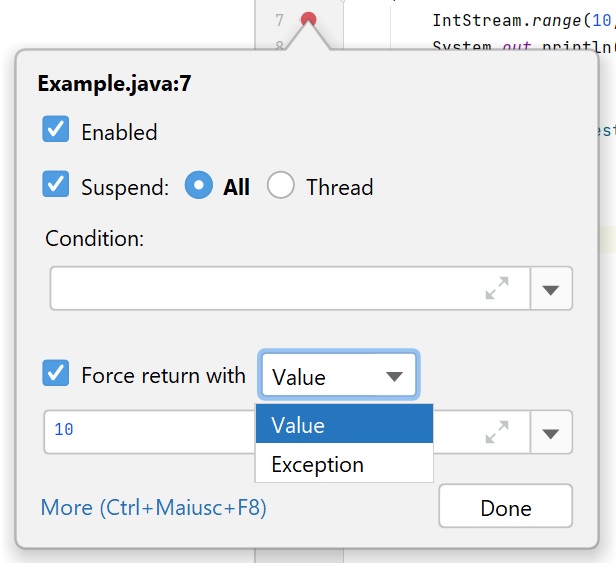 7 IntStream.range(10,
8 System.out.println(
Example.java:7
Enabled
Suspend: All Thread
Condition:
Force return with Value
10
Value
Exception
More (Ctrl+Maiusc+F8) Done